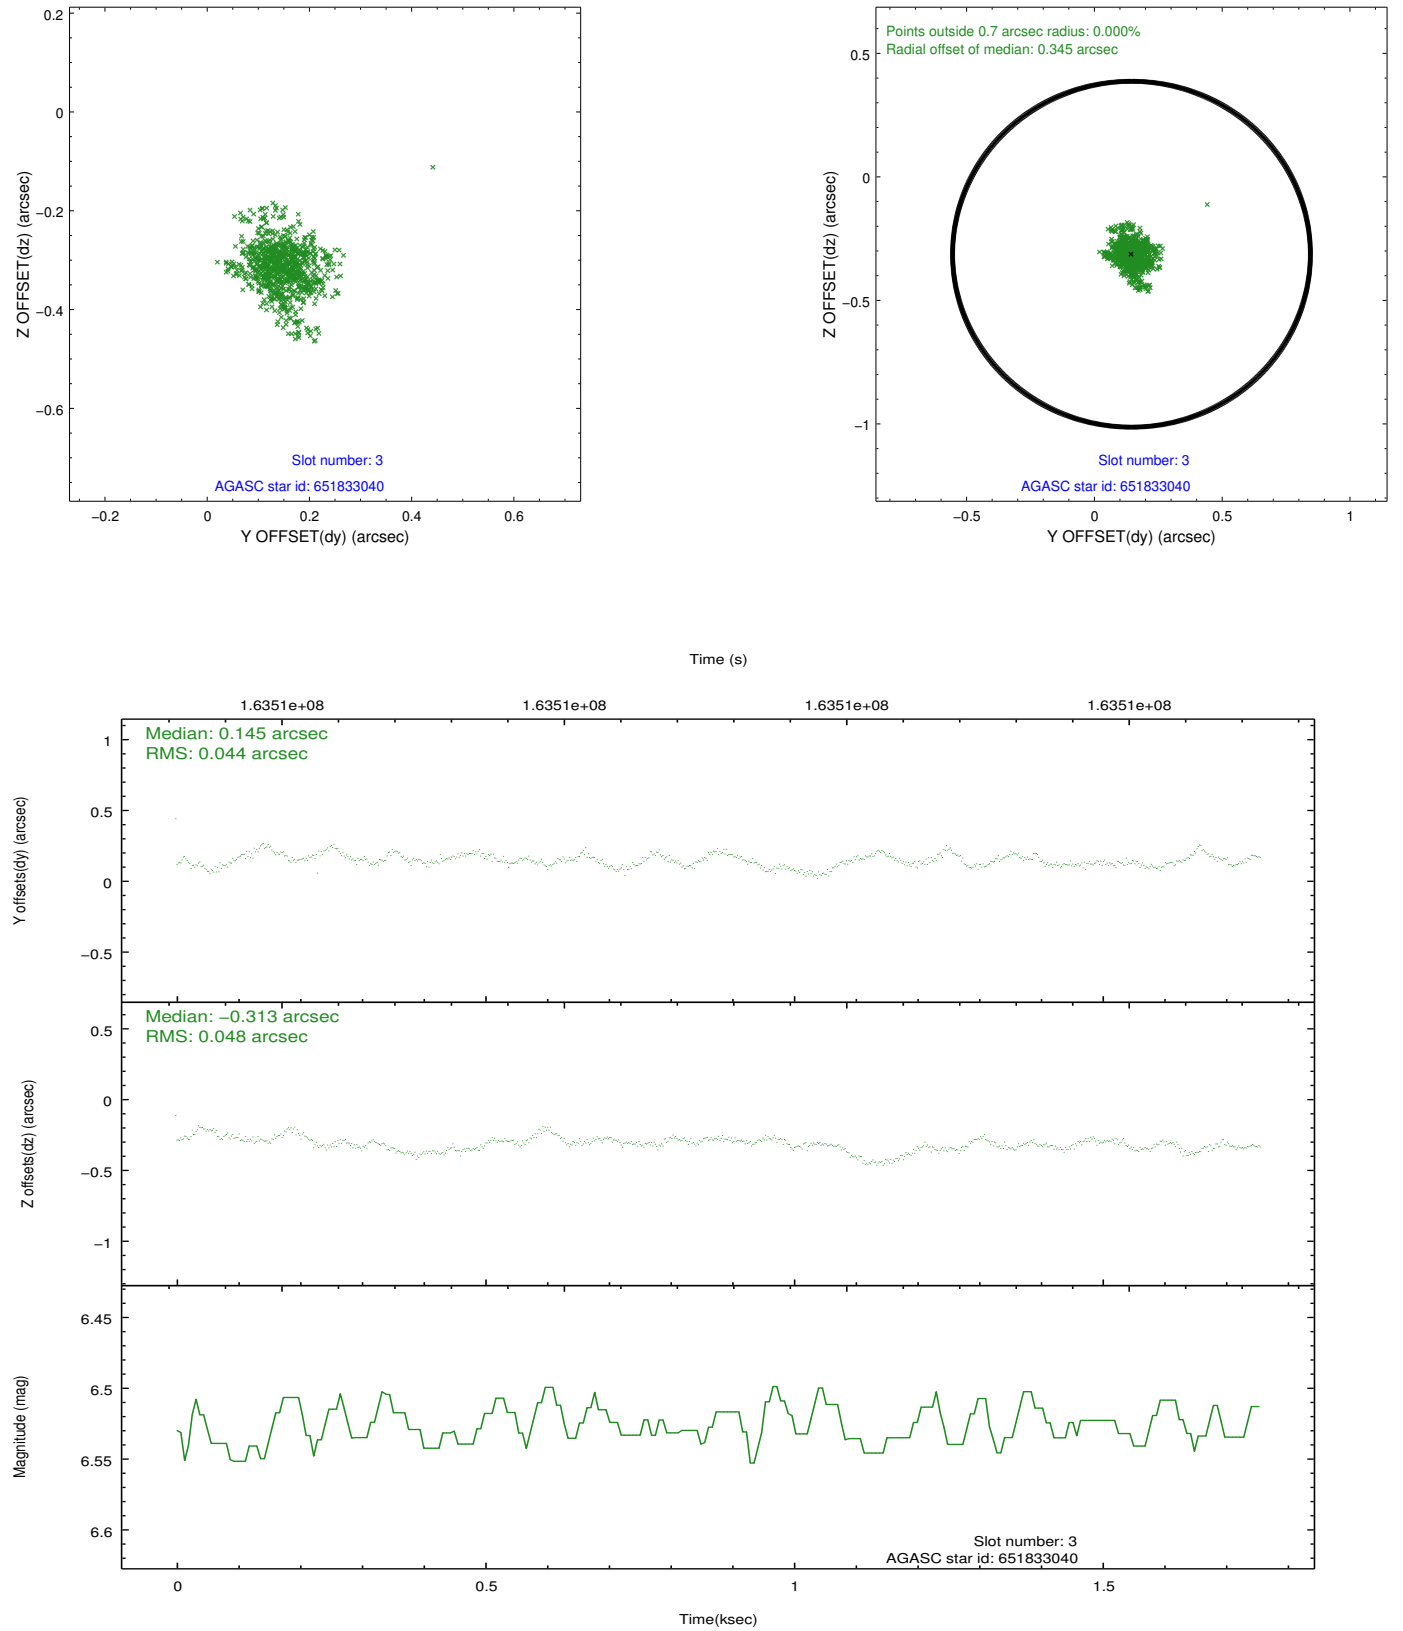 0.2
0
−0.2
−0.4
−0.6
Z OFFSET(dz) (arcsec)
Slot number: 3
AGASC star id: 651833040
−0.2
0
0.2
0.4
0.6
Y OFFSET(dy) (arcsec)
Points outside 0.7 arcsec radius: 0.000%
Radial offset of median: 0.345 arcsec
0.5
0
−0.5
−1
Z OFFSET(dz) (arcsec)
Slot number: 3
AGASC star id: 651833040
−0.5
0
0.5
1
Y OFFSET(dy) (arcsec)
Time (s)
1.6351e+08
1.6351e+08
1.6351e+08
1.6351e+08
Median: 0.145 arcsec
RMS: 0.044 arcsec
1
0.5
0
−0.5
Y offsets(dy) (arcsec)
Median: −0.313 arcsec
RMS: 0.048 arcsec
0.5
0
−0.5
−1
Z offsets(dz) (arcsec)
6.45
6.5
6.55
6.6
Magnitude (mag)
Slot number: 3
AGASC star id: 651833040
0
0.5
1
1.5
Time(ksec)